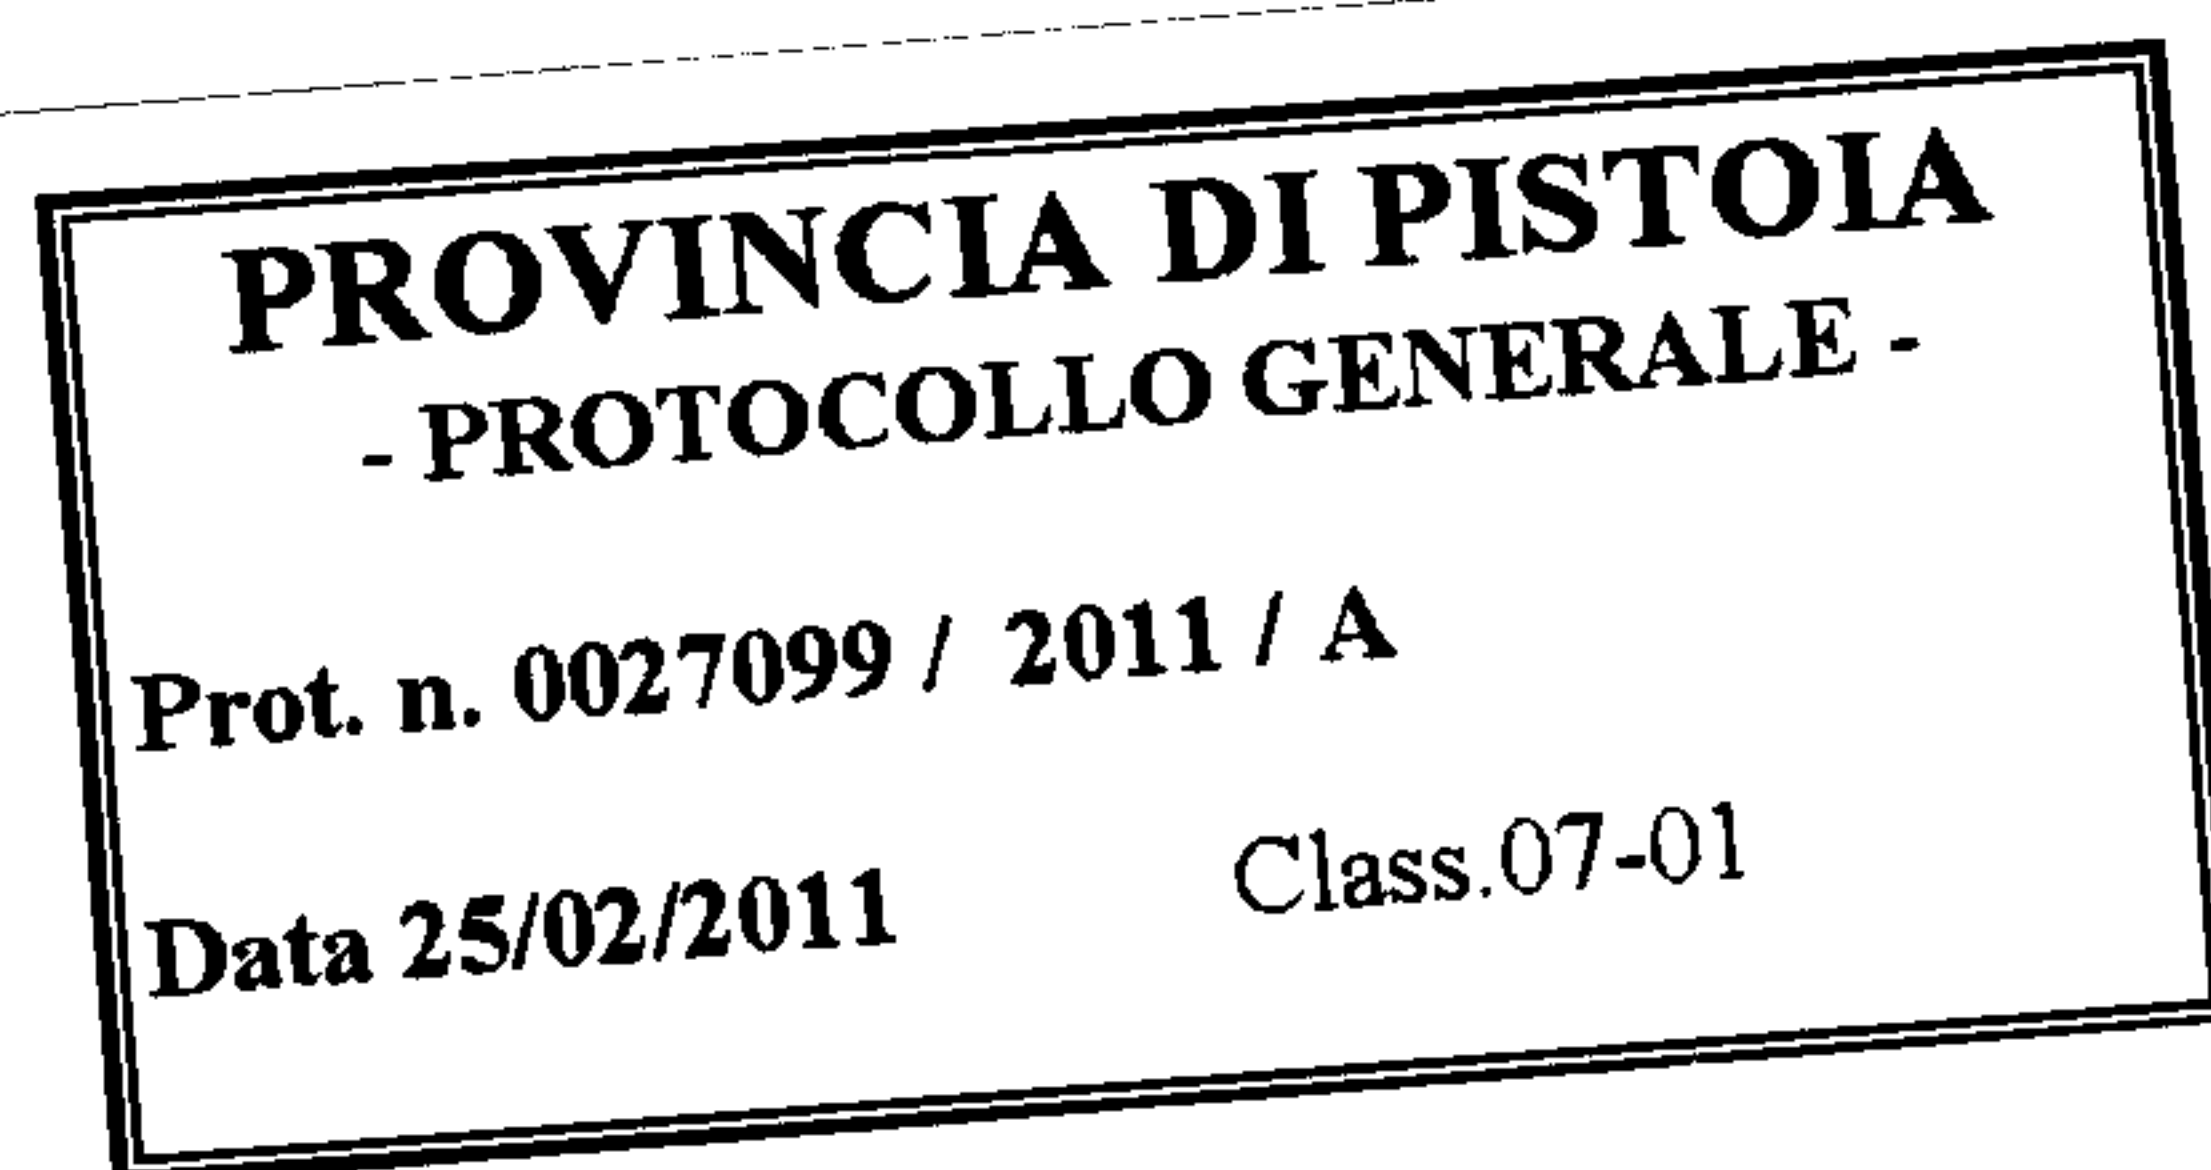 PROVINCIA DI PISTOIA
- PROTOCOLLO GENERALE -
Prot. n. 0027099 / 2011 / A
Data 25/02/2011 Class.07-01